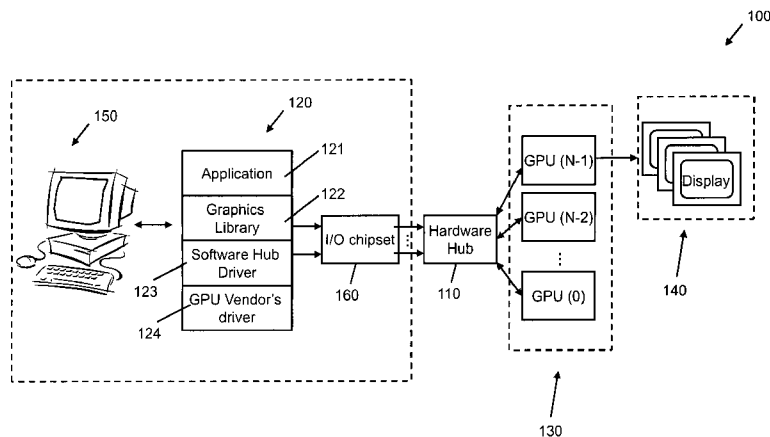 100
150
120
121
Application
122
Graphics
Library
Software Hub
Driver
123
GPU Vendor's
driver
124
I/O chipset
160
Hardware
Hub
110
GPU (N-1)
GPU (N-2)
GPU (0)
130
Display
140